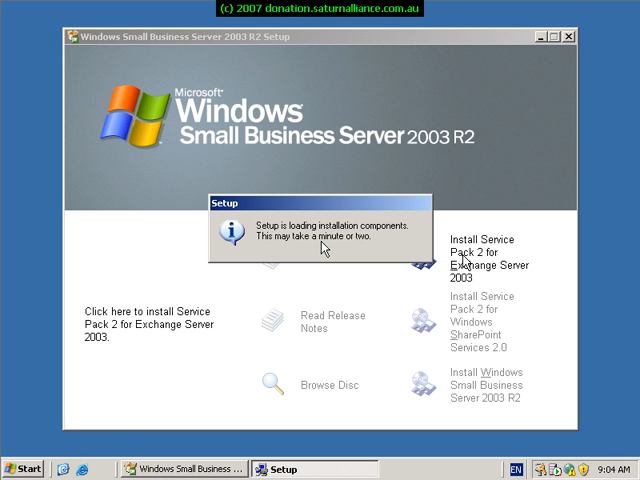 (c) 2007 donation.saturnalliance.com.au
Windows Small Business Server 2003 R2 Setup
Microsoft®
Windows
Small Business Server 2003 R2
Setup
Setup is loading installation components.
This may take a minute or two.
Install Service
Pack 2 for
Exchange Server
2003
Click here to install Service
Pack 2 for Exchange Server
2003.
Read Release
Notes
Install Service
Pack 2 for
Windows
SharePoint
Services 2.0
Browse Disc
Install Windows
Small Business
Server 2003 R2
Start
Windows Small Business ...
Setup
EN
9:04 AM